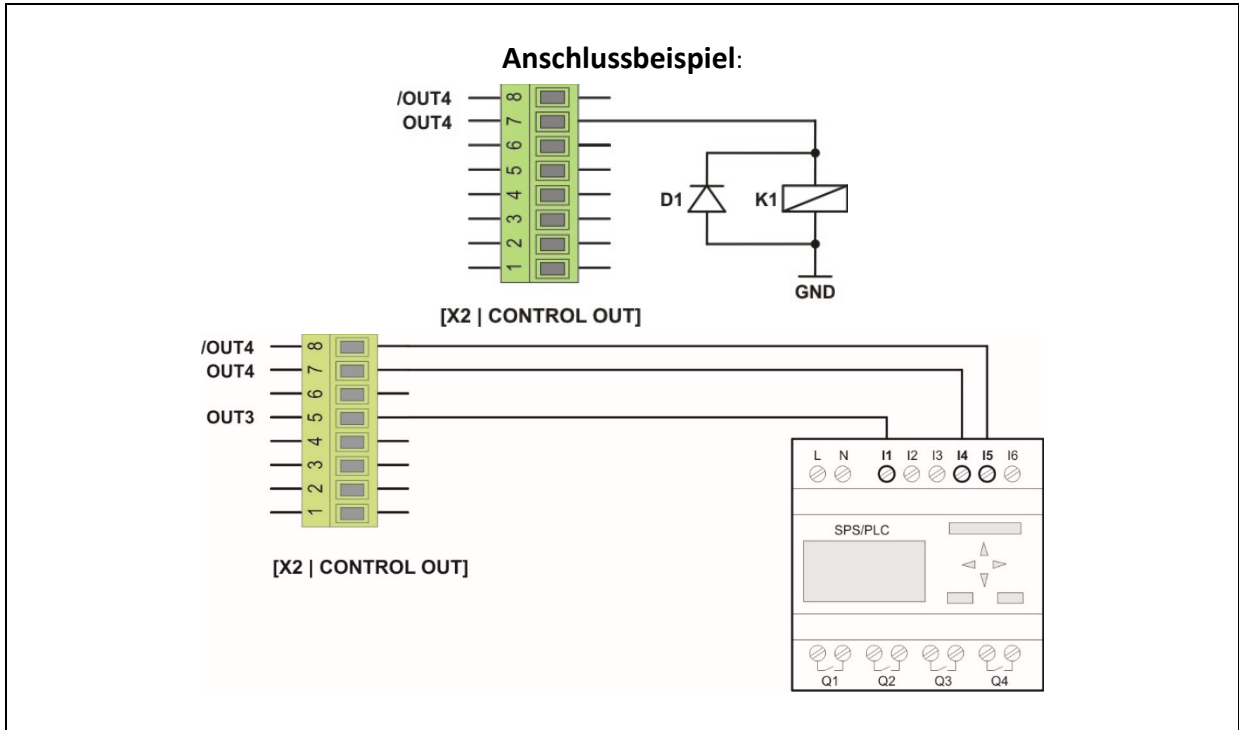 Anschlussbeispiel:
/OUT4
OUT4
8
7
6
5
4
3
2
1
D1
K1
GND
[X2 | CONTROL OUT]
/OUT4
OUT4
OUT3
8
7
6
5
4
3
2
1
[X2 | CONTROL OUT]
L N I1 I2 I3 I4 I5 I6
SPS/PLC
Q1 Q2 Q3 Q4